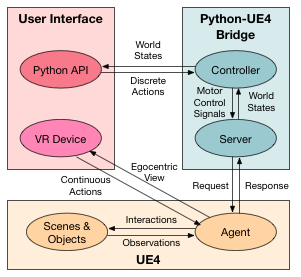 User Interface
Python-UE4
Bridge
World
States
Python API
Controller
Discrete
Actions
Motor
Control
Signals
World
States
VR Device
Server
Egocentric
View
Continuous
Actions
Request
Response
Interactions
Scenes &
Objects
Agent
Observations
UE4